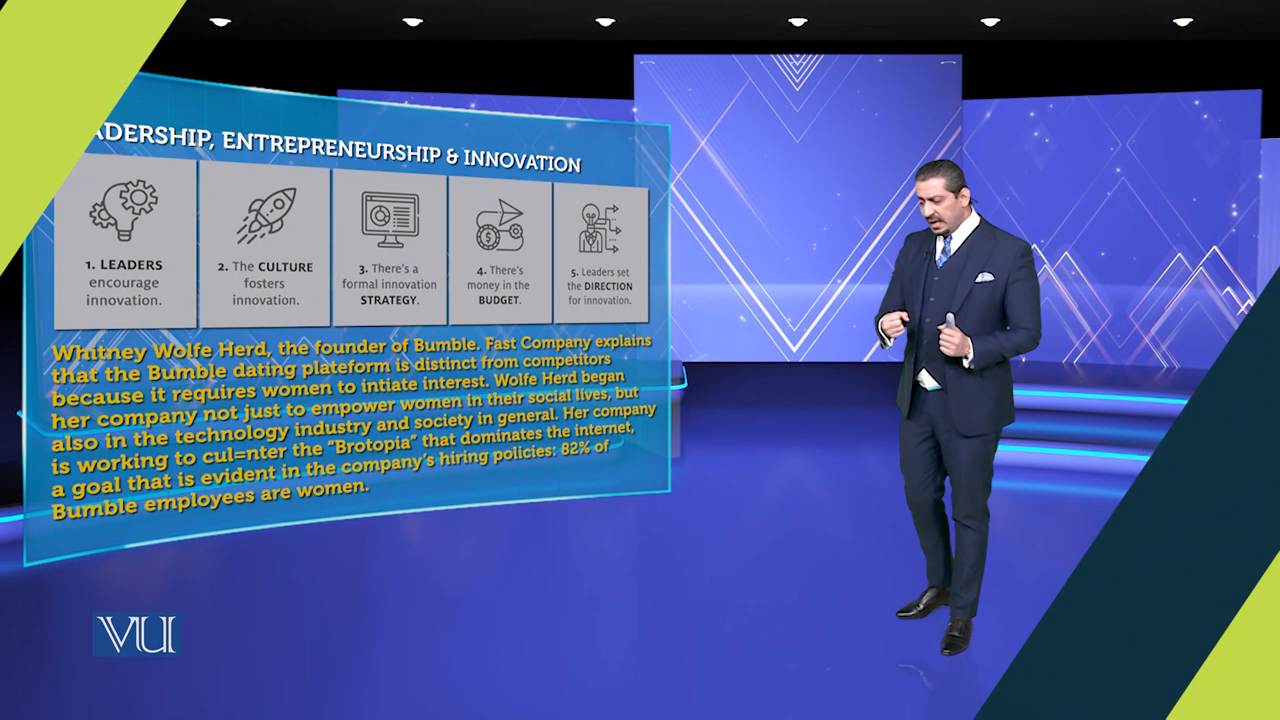 ADERSHIP, ENTREPRENEURSHIP & INNOVATION
1. LEADERS
encourage
innovation.
2. The CULTURE
fosters
innovation.
3. There's a
formal innovation
STRATEGY.
4. There's
money in the
BUDGET.
5. Leaders set
the DIRECTION
for innovation.
Whitney Wolfe Herd, the founder of Bumble. Fast Company explains
that the Bumble dating plateform is distinct from competitors
because it requires women to intiate interest. Wolfe Herd began
her company not just to empower women in their social lives, but
also in the technology industry and society in general. Her company
is working to cul=nter the "Brotopia" that dominates the internet,
a goal that is evident in the company's hiring policies: 82% of
Bumble employees are women.
VU